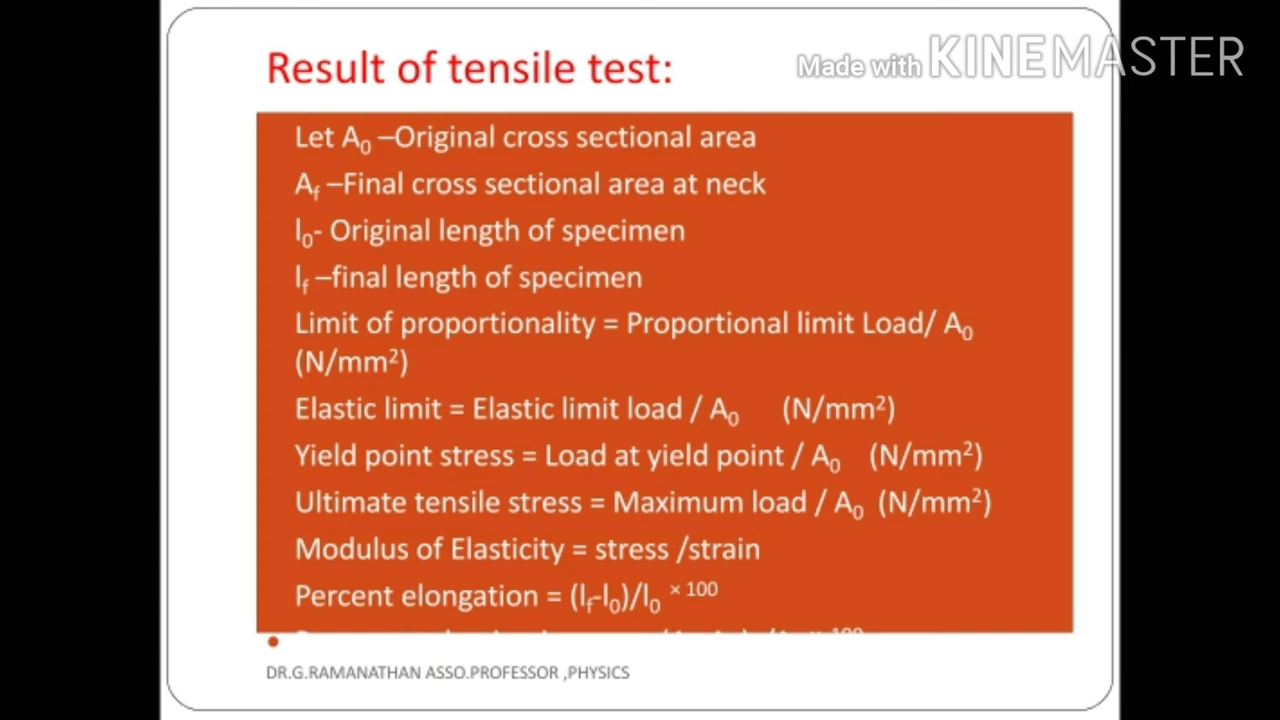 Result of tensile test:
Made with KINEMASTER
Let A₀ –Original cross sectional area
A_f –Final cross sectional area at neck
l₀- Original length of specimen
l_f –final length of specimen
Limit of proportionality = Proportional limit Load/ A₀
(N/mm²)
Elastic limit = Elastic limit load / A₀ (N/mm²)
Yield point stress = Load at yield point / A₀ (N/mm²)
Ultimate tensile stress = Maximum load / A₀ (N/mm²)
Modulus of Elasticity = stress /strain
Percent elongation = (l_f-l₀)/l₀ × 100
DR.G.RAMANATHAN ASSO.PROFESSOR ,PHYSICS